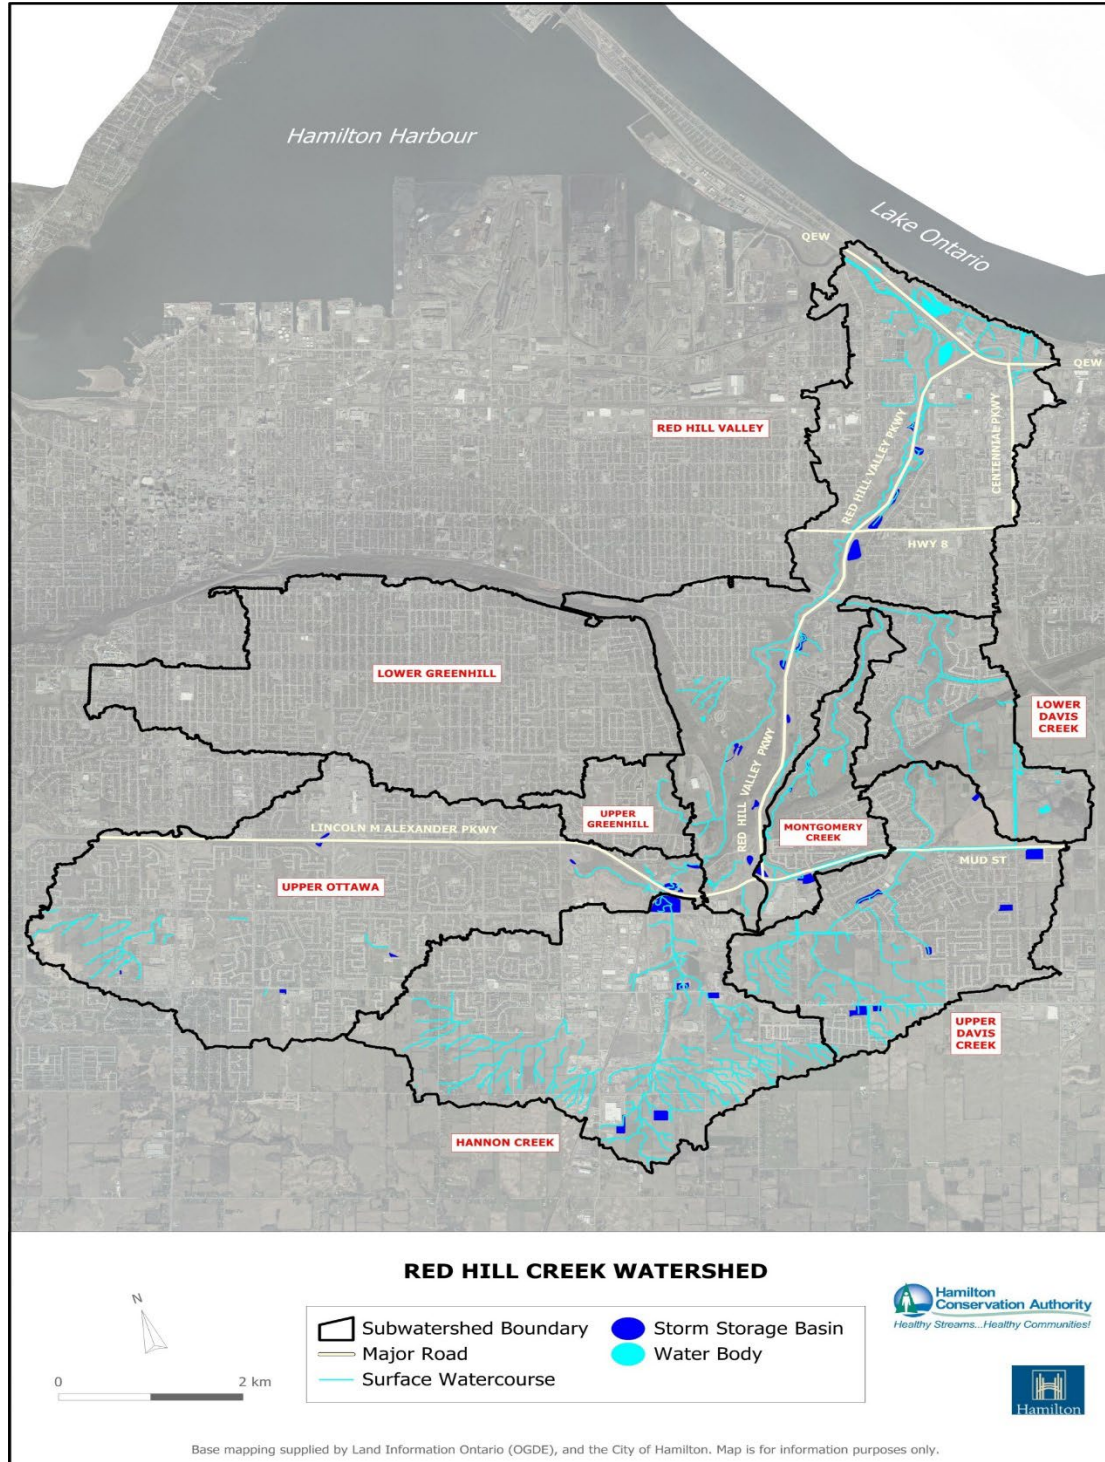 Hamilton Harbour
Lake Ontario
QEW
QEW
RED HILL VALLEY
RED HILL VALLEY PKWY
CENTENNIAL PKWY
HWY 8
LOWER GREENHILL
LOWER
DAVIS
CREEK
RED HILL VALLEY PKWY
UPPER
GREENHILL
MONTGOMERY
CREEK
LINCOLN M ALEXANDER PKWY
MUD ST
UPPER OTTAWA
UPPER
DAVIS
CREEK
HANNON CREEK
RED HILL CREEK WATERSHED
N
0 2 km
Subwatershed Boundary
Major Road
Surface Watercourse
Storm Storage Basin
Water Body
Hamilton
Conservation Authority
Healthy Streams...Healthy Communities!
Hamilton
Base mapping supplied by Land Information Ontario (OGDE), and the City of Hamilton. Map is for information purposes only.